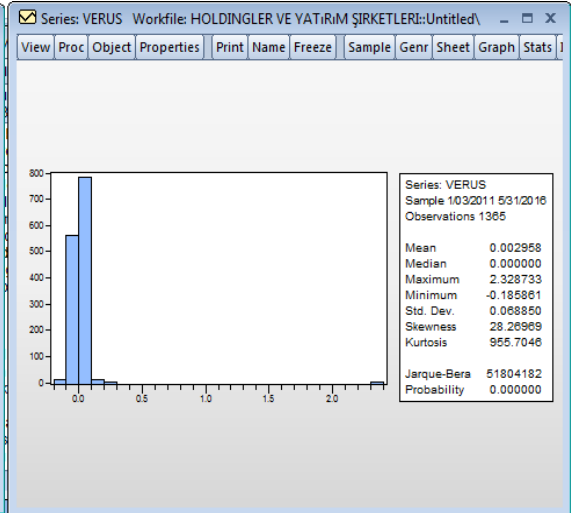 Series: VERUS Workfile: HOLDINGLER VE YATıRıM ŞIRKETLERI::Untitled\
View Proc Object Properties Print Name Freeze Sample Genr Sheet Graph Stats
800
700
600
500
400
300
200
100
0
0.0 0.5 1.0 1.5 2.0
Series: VERUS
Sample 1/03/2011 5/31/2016
Observations 1365
Mean 0.002958
Median 0.000000
Maximum 2.328733
Minimum -0.185861
Std. Dev. 0.068850
Skewness 28.26969
Kurtosis 955.7046
Jarque-Bera 51804182
Probability 0.000000